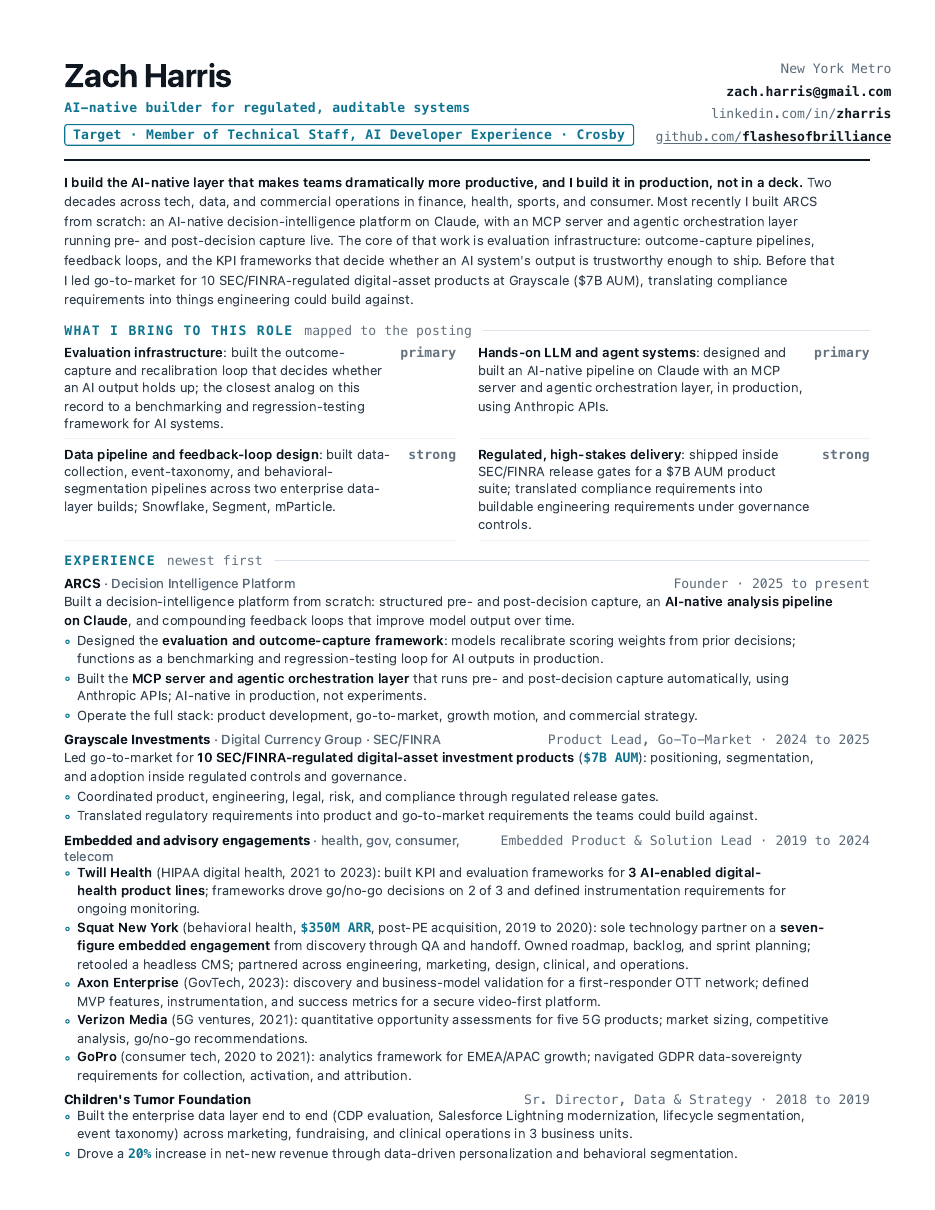 Zach Harris
AI-native builder for regulated, auditable systems
Target · Member of Technical Staff, AI Developer Experience · Crosby
New York Metro
zach.harris@gmail.com
linkedin.com/in/zharris
github.com/flashesofbrilliance
I build the AI-native layer that makes teams dramatically more productive, and I build it in production, not in a deck. Two
decades across tech, data, and commercial operations in finance, health, sports, and consumer. Most recently I built ARCS
from scratch: an AI-native decision-intelligence platform on Claude, with an MCP server and agentic orchestration layer
running pre- and post-decision capture live. The core of that work is evaluation infrastructure: outcome-capture pipelines,
feedback loops, and the KPI frameworks that decide whether an AI system's output is trustworthy enough to ship. Before that
I led go-to-market for 10 SEC/FINRA-regulated digital-asset products at Grayscale ($7B AUM), translating compliance
requirements into things engineering could build against.
WHAT I BRING TO THIS ROLE mapped to the posting
Evaluation infrastructure: built the outcome- primary
capture and recalibration loop that decides whether
an AI output holds up; the closest analog on this
record to a benchmarking and regression-testing
framework for AI systems.
Hands-on LLM and agent systems: designed and primary
built an AI-native pipeline on Claude with an MCP
server and agentic orchestration layer, in production,
using Anthropic APIs.
Data pipeline and feedback-loop design: built data- strong
collection, event-taxonomy, and behavioral-
segmentation pipelines across two enterprise data-
layer builds; Snowflake, Segment, mParticle.
Regulated, high-stakes delivery: shipped inside strong
SEC/FINRA release gates for a $7B AUM product
suite; translated compliance requirements into
buildable engineering requirements under governance
controls.
EXPERIENCE newest first
ARCS · Decision Intelligence Platform Founder · 2025 to present
Built a decision-intelligence platform from scratch: structured pre- and post-decision capture, an AI-native analysis pipeline
on Claude, and compounding feedback loops that improve model output over time.
Designed the evaluation and outcome-capture framework: models recalibrate scoring weights from prior decisions;
functions as a benchmarking and regression-testing loop for AI outputs in production.
Built the MCP server and agentic orchestration layer that runs pre- and post-decision capture automatically, using
Anthropic APIs; AI-native in production, not experiments.
Operate the full stack: product development, go-to-market, growth motion, and commercial strategy.
Grayscale Investments · Digital Currency Group · SEC/FINRA Product Lead, Go-To-Market · 2024 to 2025
Led go-to-market for 10 SEC/FINRA-regulated digital-asset investment products ($7B AUM): positioning, segmentation,
and adoption inside regulated controls and governance.
Coordinated product, engineering, legal, risk, and compliance through regulated release gates.
Translated regulatory requirements into product and go-to-market requirements the teams could build against.
Embedded and advisory engagements · health, gov, consumer, Embedded Product & Solution Lead · 2019 to 2024
telecom
Twill Health (HIPAA digital health, 2021 to 2023): built KPI and evaluation frameworks for 3 AI-enabled digital-
health product lines; frameworks drove go/no-go decisions on 2 of 3 and defined instrumentation requirements for
ongoing monitoring.
Squat New York (behavioral health, $350M ARR, post-PE acquisition, 2019 to 2020): sole technology partner on a seven-
figure embedded engagement from discovery through QA and handoff. Owned roadmap, backlog, and sprint planning;
retooled a headless CMS; partnered across engineering, marketing, design, clinical, and operations.
Axon Enterprise (GovTech, 2023): discovery and business-model validation for a first-responder OTT network; defined
MVP features, instrumentation, and success metrics for a secure video-first platform.
Verizon Media (5G ventures, 2021): quantitative opportunity assessments for five 5G products; market sizing, competitive
analysis, go/no-go recommendations.
GoPro (consumer tech, 2020 to 2021): analytics framework for EMEA/APAC growth; navigated GDPR data-sovereignty
requirements for collection, activation, and attribution.
Children's Tumor Foundation Sr. Director, Data & Strategy · 2018 to 2019
Built the enterprise data layer end to end (CDP evaluation, Salesforce Lightning modernization, lifecycle segmentation,
event taxonomy) across marketing, fundraising, and clinical operations in 3 business units.
Drove a 20% increase in net-new revenue through data-driven personalization and behavioral segmentation.